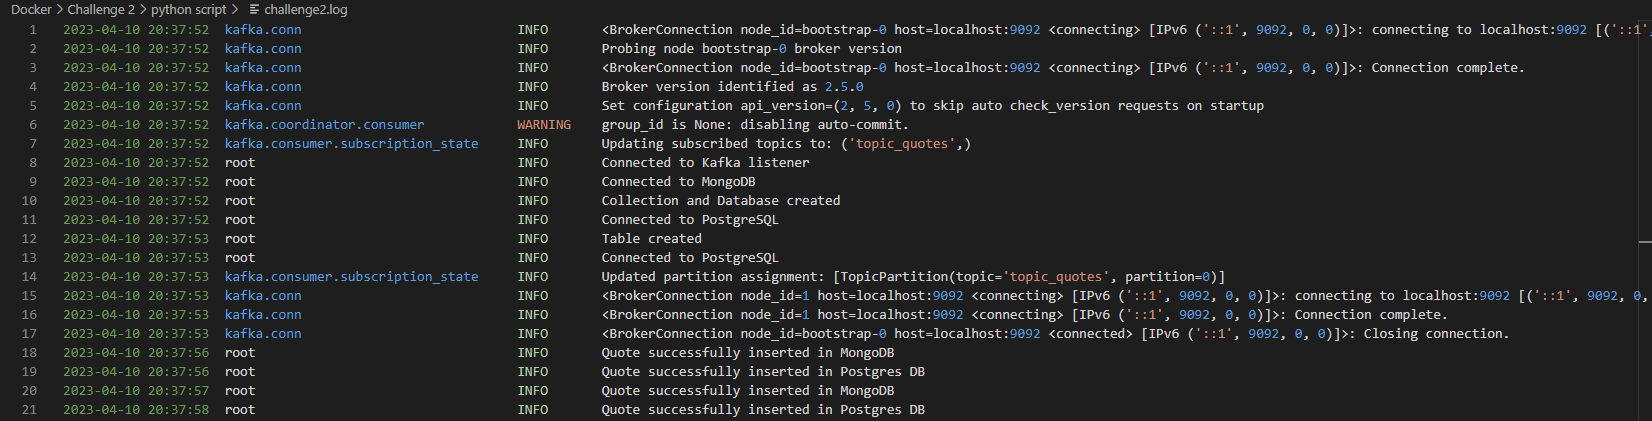 Docker > Challenge 2 > python script > challenge2.log
1 2023-04-10 20:37:52 kafka.conn INFO <BrokerConnection node_id=bootstrap-0 host=localhost:9092 <connecting> [IPv6 ('::1', 9092, 0, 0)]>: connecting to localhost:9092 [('::1',
2 2023-04-10 20:37:52 kafka.conn INFO Probing node bootstrap-0 broker version
3 2023-04-10 20:37:52 kafka.conn INFO <BrokerConnection node_id=bootstrap-0 host=localhost:9092 <connecting> [IPv6 ('::1', 9092, 0, 0)]>: Connection complete.
4 2023-04-10 20:37:52 kafka.conn INFO Broker version identified as 2.5.0
5 2023-04-10 20:37:52 kafka.conn INFO Set configuration api_version=(2, 5, 0) to skip auto check_version requests on startup
6 2023-04-10 20:37:52 kafka.coordinator.consumer WARNING group_id is None: disabling auto-commit.
7 2023-04-10 20:37:52 kafka.consumer.subscription_state INFO Updating subscribed topics to: ('topic_quotes',)
8 2023-04-10 20:37:52 root INFO Connected to Kafka listener
9 2023-04-10 20:37:52 root INFO Connected to MongoDB
10 2023-04-10 20:37:52 root INFO Collection and Database created
11 2023-04-10 20:37:52 root INFO Connected to PostgreSQL
12 2023-04-10 20:37:53 root INFO Table created
13 2023-04-10 20:37:53 root INFO Connected to PostgreSQL
14 2023-04-10 20:37:53 kafka.consumer.subscription_state INFO Updated partition assignment: [TopicPartition(topic='topic_quotes', partition=0)]
15 2023-04-10 20:37:53 kafka.conn INFO <BrokerConnection node_id=1 host=localhost:9092 <connecting> [IPv6 ('::1', 9092, 0, 0)]>: connecting to localhost:9092 [('::1', 9092, 0,
16 2023-04-10 20:37:53 kafka.conn INFO <BrokerConnection node_id=1 host=localhost:9092 <connecting> [IPv6 ('::1', 9092, 0, 0)]>: Connection complete.
17 2023-04-10 20:37:53 kafka.conn INFO <BrokerConnection node_id=bootstrap-0 host=localhost:9092 <connected> [IPv6 ('::1', 9092, 0, 0)]>: Closing connection.
18 2023-04-10 20:37:56 root INFO Quote successfully inserted in MongoDB
19 2023-04-10 20:37:56 root INFO Quote successfully inserted in Postgres DB
20 2023-04-10 20:37:57 root INFO Quote successfully inserted in MongoDB
21 2023-04-10 20:37:58 root INFO Quote successfully inserted in Postgres DB